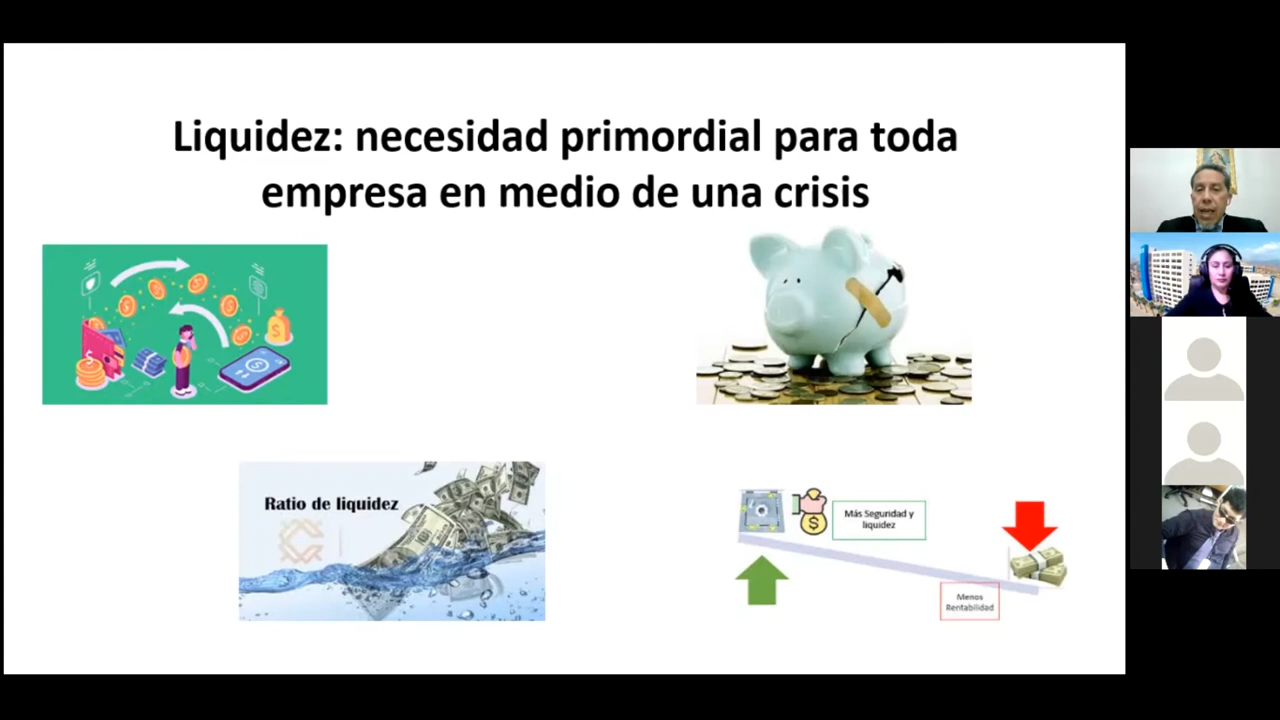 Liquidez: necesidad primordial para toda
empresa en medio de una crisis
Ratio de liquidez
Más Seguridad y
liquidez
Menos
Rentabilidad